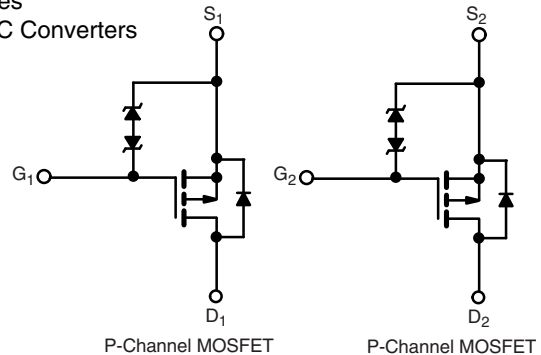 es
C Converters
S1
S2
G1
G2
D1
D2
P-Channel MOSFET
P-Channel MOSFET